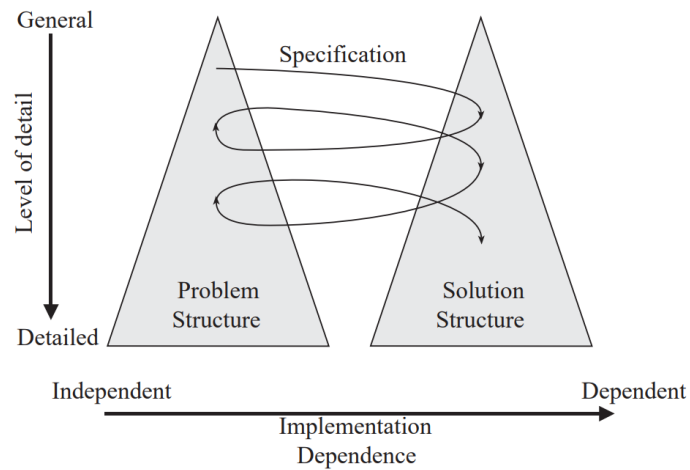 General
Specification
Level of detail
Problem
Structure
Solution
Structure
Detailed
Independent
Dependent
Implementation
Dependence